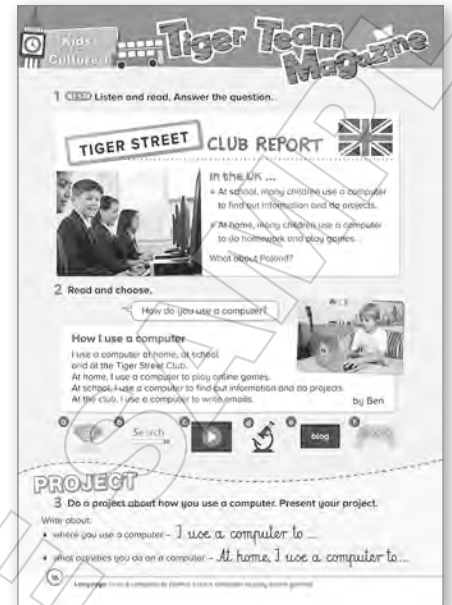 Kids' Culture 1
Tiger Team
Magazine
1 Listen and read. Answer the question.
TIGER STREET CLUB REPORT
In the UK ...
At school, many children use a computer
to find out information and do projects.
At home, many children use a computer
to do homework and play games.
What about Poland?
2 Read and choose.
How do you use a computer?
How I use a computer
I use a computer at home, at school
and at the Tiger Street Club.
At home, I use a computer to play online games.
At school, I use a computer to find out information and do projects.
At the club, I use a computer to write emails.
by Ben
a b Search c d e blog f
PROJECT
3 Do a project about how you use a computer. Present your project.
Write about:
• where you use a computer – I use a computer to ...
• what activities you do on a computer – At home, I use a computer to ...
SAMPLE